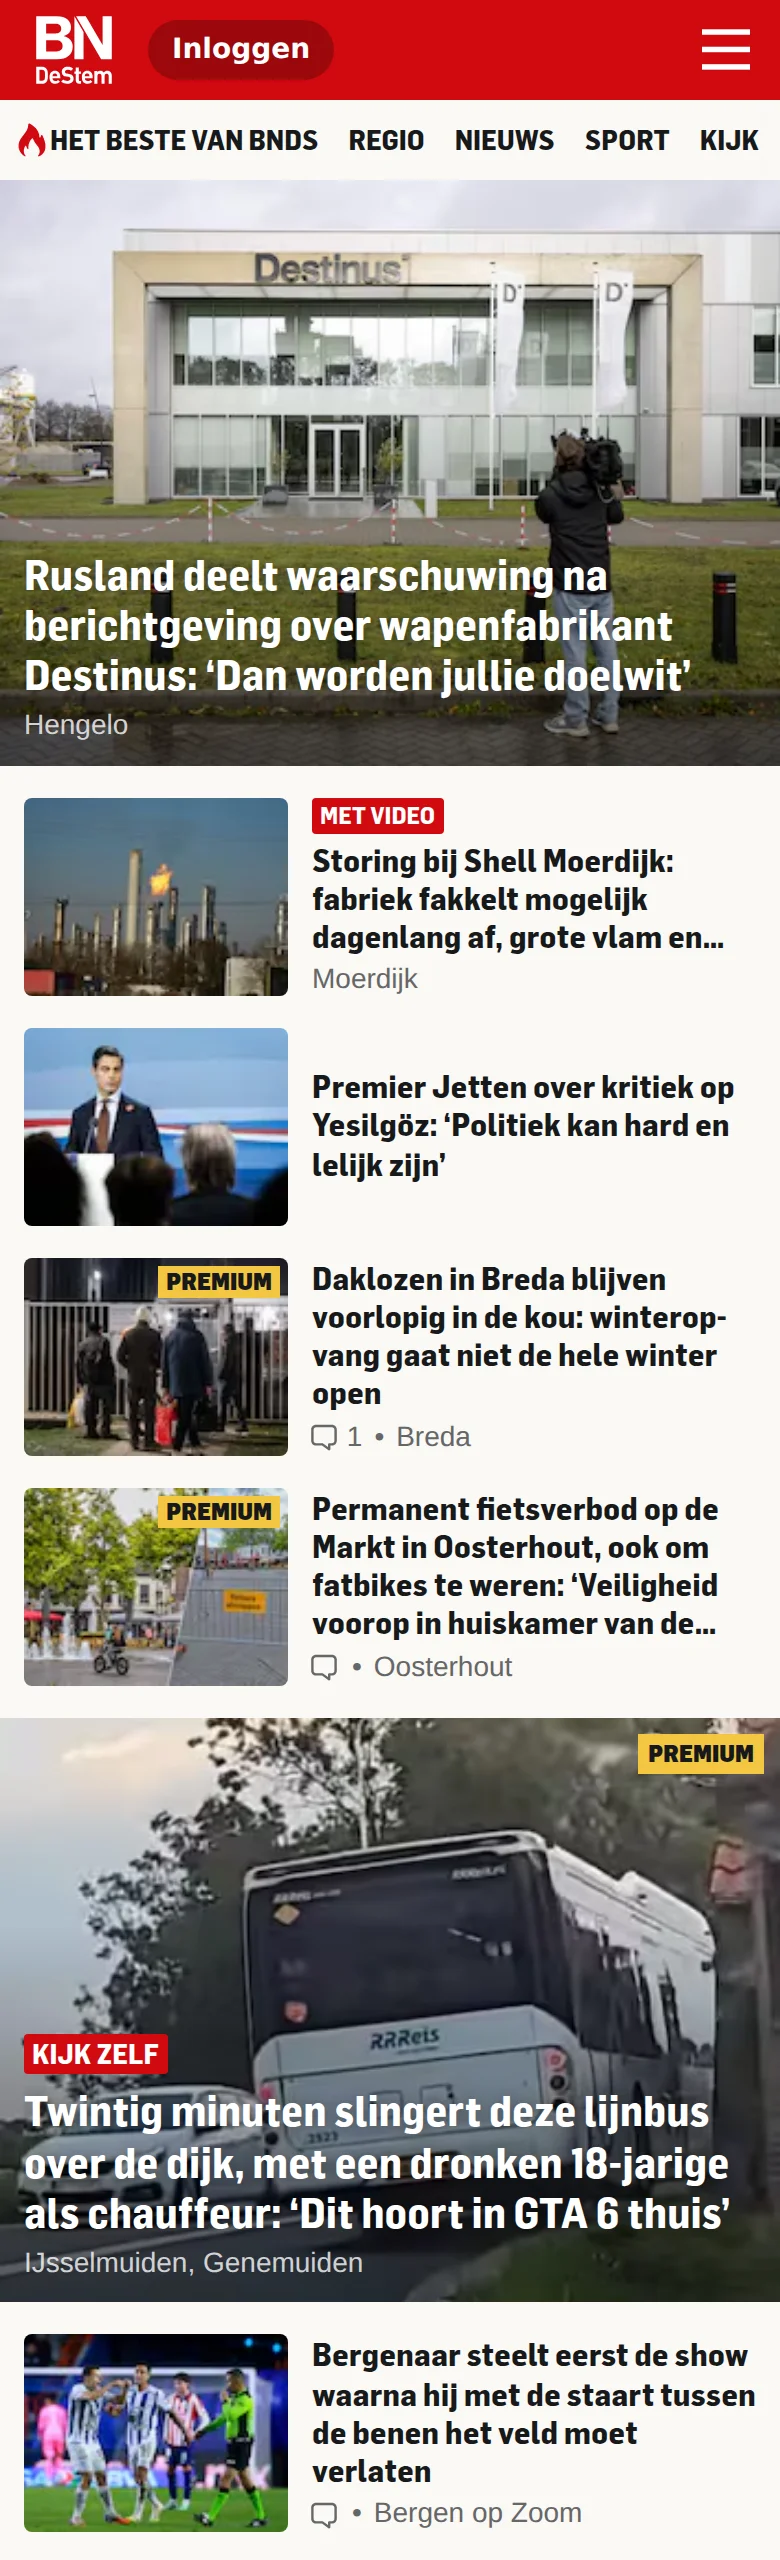 BN
DeStem
Inloggen
HET BESTE VAN BNDS REGIO NIEUWS SPORT KIJK
Destinus
D
D
Rusland deelt waarschuwing na
berichtgeving over wapenfabrikant
Destinus: ‘Dan worden jullie doelwit’
Hengelo
MET VIDEO
Storing bij Shell Moerdijk:
fabriek fakkelt mogelijk
dagenlang af, grote vlam en...
Moerdijk
Premier Jetten over kritiek op
Yesilgöz: ‘Politiek kan hard en
lelijk zijn’
PREMIUM
Daklozen in Breda blijven
voorlopig in de kou: winterop-
vang gaat niet de hele winter
open
1 • Breda
PREMIUM
Permanent fietsverbod op de
Markt in Oosterhout, ook om
fatbikes te weren: ‘Veiligheid
voorop in huiskamer van de...
• Oosterhout
PREMIUM
RRReis
2523
KIJK ZELF
Twintig minuten slingert deze lijnbus
over de dijk, met een dronken 18-jarige
als chauffeur: ‘Dit hoort in GTA 6 thuis’
IJsselmuiden, Genemuiden
Bergenaar steelt eerst de show
waarna hij met de staart tussen
de benen het veld moet
verlaten
• Bergen op Zoom